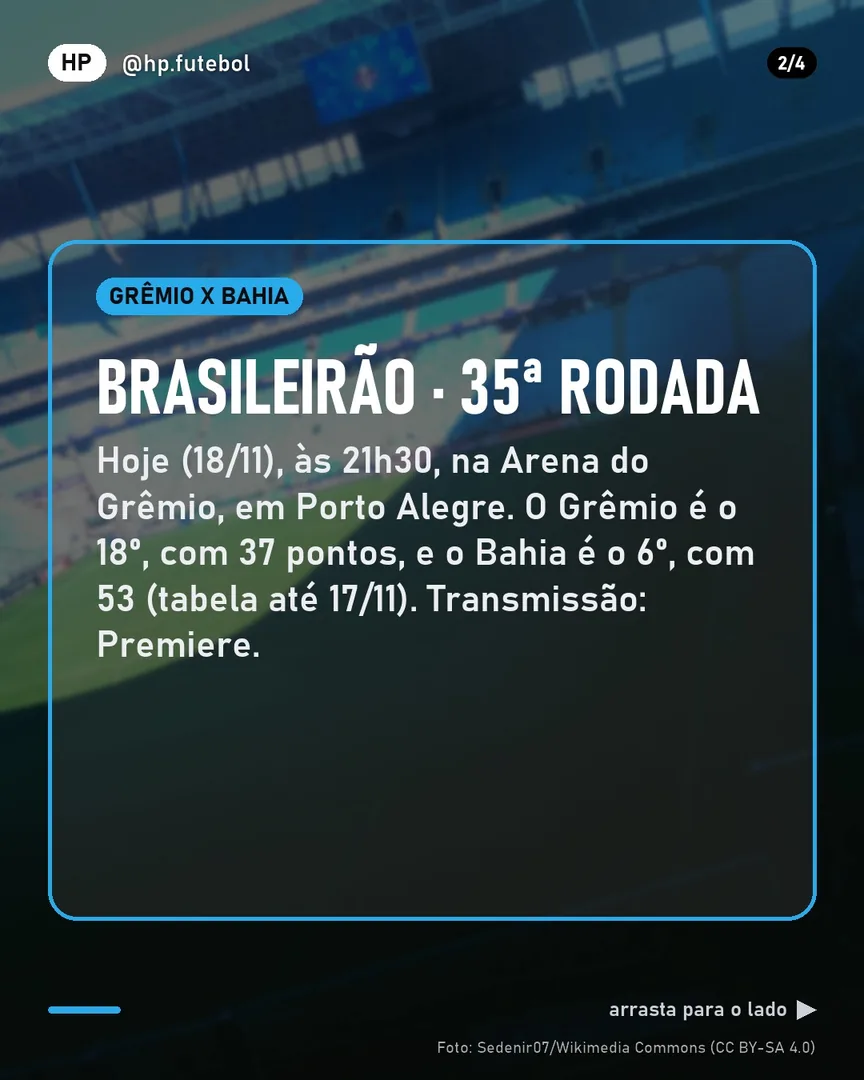 HP @hp.futebol
2/4
GRÊMIO X BAHIA
BRASILEIRÃO · 35ª RODADA
Hoje (18/11), às 21h30, na Arena do
Grêmio, em Porto Alegre. O Grêmio é o
18º, com 37 pontos, e o Bahia é o 6º, com
53 (tabela até 17/11). Transmissão:
Premiere.
arrasta para o lado ▶
Foto: Sedenir07/Wikimedia Commons (CC BY-SA 4.0)